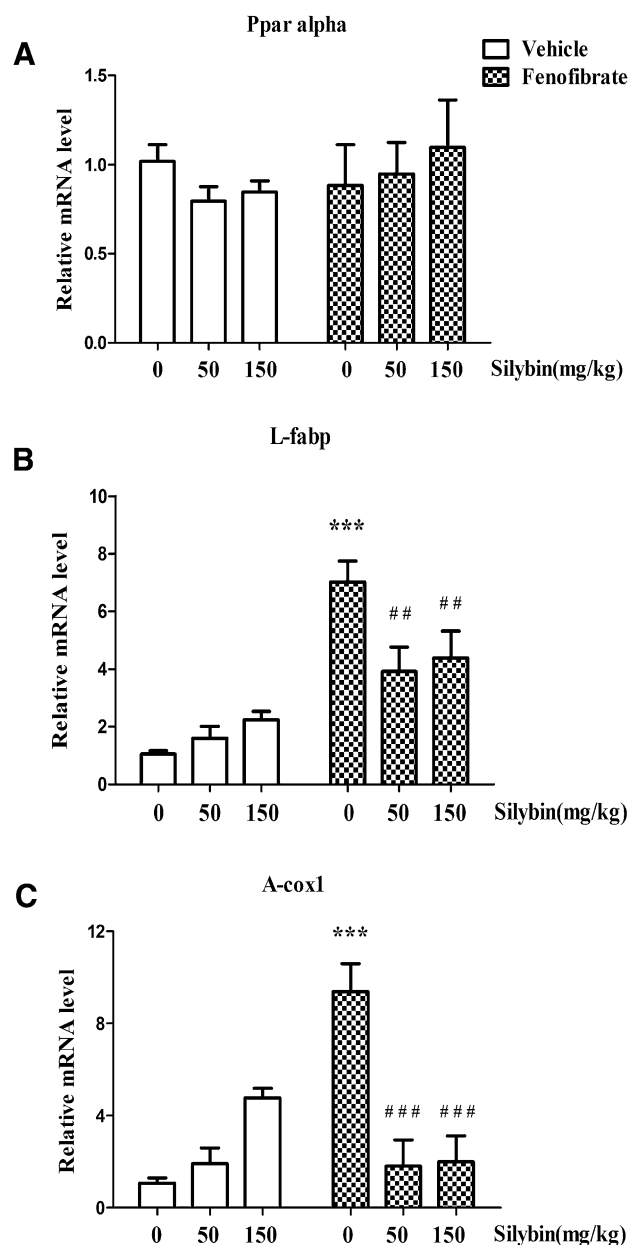 Ppar alpha
A
Vehicle
Fenofibrate
Relative mRNA level
1.5
1.0
0.5
0.0
0 50 150 0 50 150 Silybin(mg/kg)
L-fabp
B
Relative mRNA level
10
8
6
4
2
0
***
##
##
0 50 150 0 50 150 Silybin(mg/kg)
A-cox1
C
Relative mRNA level
12
8
4
0
***
###
###
0 50 150 0 50 150 Silybin(mg/kg)